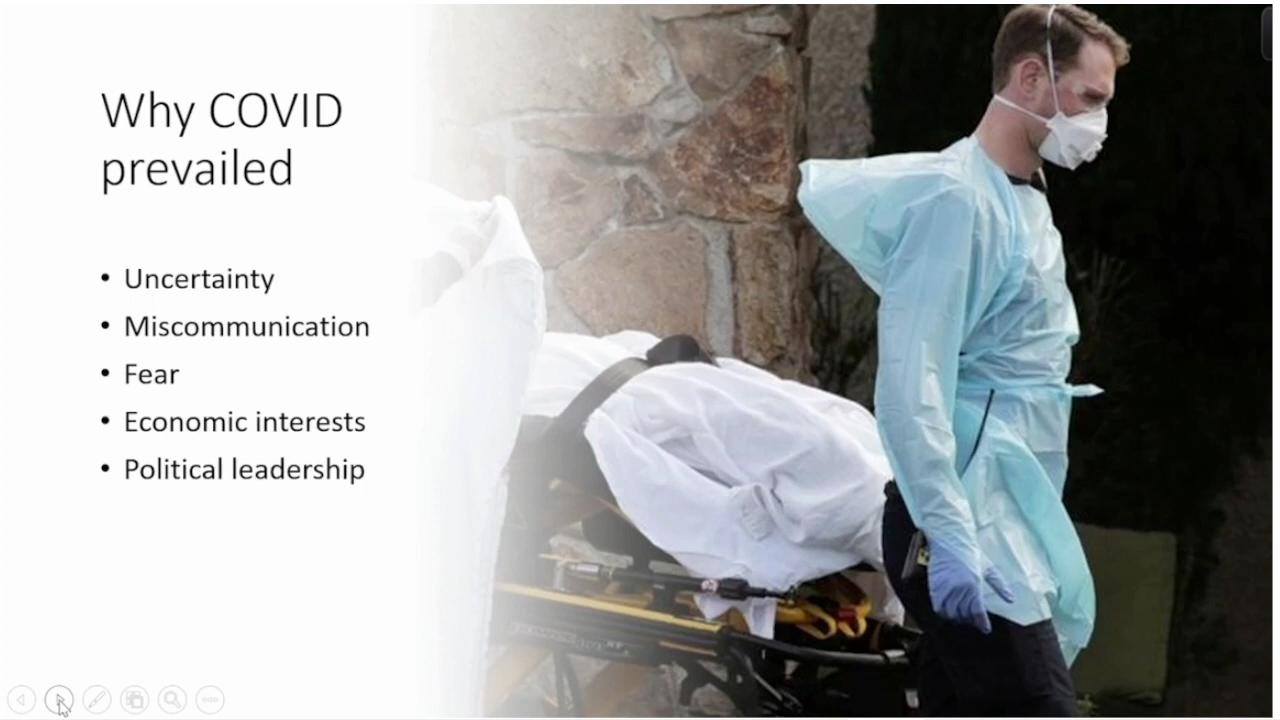 Why COVID
prevailed
• Uncertainty
• Miscommunication
• Fear
• Economic interests
• Political leadership